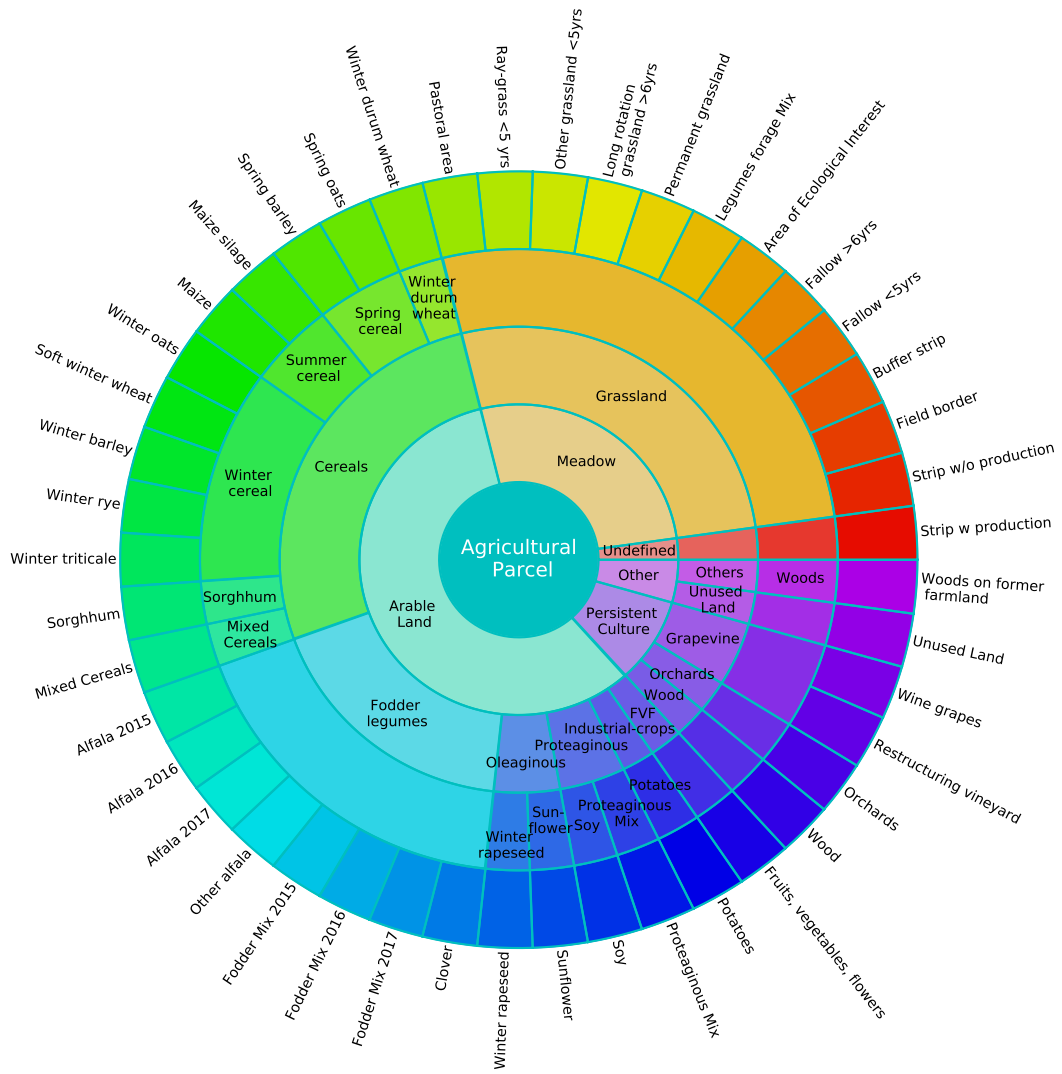 Agricultural
Parcel
Meadow
Undefined
Other
Persistent
Culture
Arable
Land
Grassland
Others
Unused
Land
Grapevine
Orchards
Wood
FVF
Industrial-crops
Proteaginous
Oleaginous
Fodder
legumes
Cereals
Woods
Potatoes
Proteaginous
Mix
Soy
Sun-
flower
Winter
rapeseed
Mixed
Cereals
Sorghhum
Winter
cereal
Summer
cereal
Spring
cereal
Winter
durum
wheat
Pastoral area
Ray-grass <5 yrs
Other grassland <5yrs
Long rotation
grassland >6yrs
Permanent grassland
Legumes forage Mix
Area of Ecological Interest
Fallow >6yrs
Fallow <5yrs
Buffer strip
Field border
Strip w/o production
Strip w production
Woods on former
farmland
Unused Land
Wine grapes
Restructuring vineyard
Orchards
Wood
Fruits, vegetables, flowers
Potatoes
Proteaginous Mix
Soy
Sunflower
Winter rapeseed
Clover
Fodder Mix 2017
Fodder Mix 2016
Fodder Mix 2015
Other alfala
Alfala 2017
Alfala 2016
Alfala 2015
Mixed Cereals
Sorghhum
Winter triticale
Winter rye
Winter barley
Soft winter wheat
Winter oats
Maize
Maize silage
Spring barley
Spring oats
Winter durum wheat